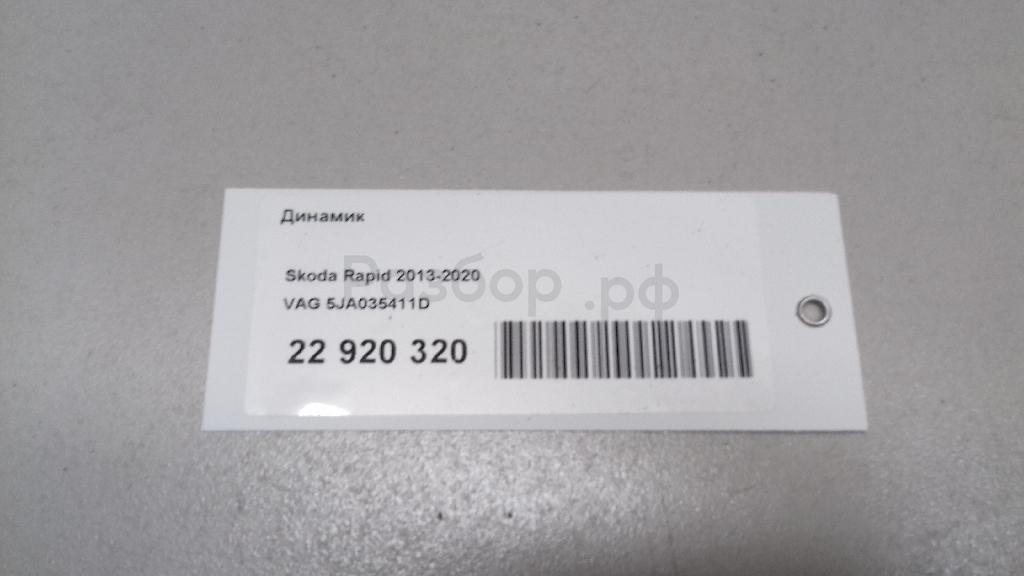 Динамик
Skoda Rapid 2013-2020
Разбор.рф
VAG 5JA035411D
22 920 320